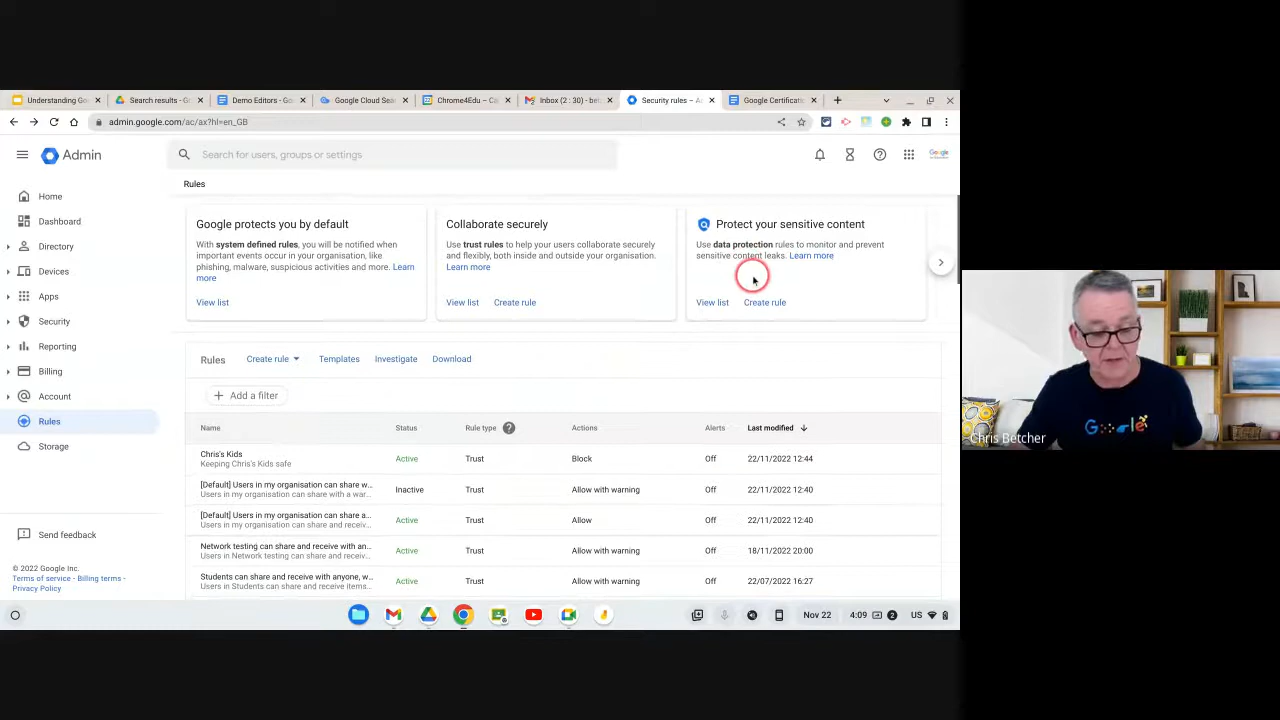 Understanding Goo
Search results - Go
Demo Editors - Goo
Google Cloud Sear
Chrome4Edu – Ca
Inbox (2 : 30) - be
Security rules – Ad
Google Certificatio
admin.google.com/ac/ax?hl=en_GB
Admin
Search for users, groups or settings
Home
Dashboard
Directory
Devices
Apps
Security
Reporting
Billing
Account
Rules
Storage
Send feedback
© 2022 Google Inc.
Terms of service - Billing terms -
Privacy Policy
Rules
Google protects you by default
With system defined rules, you will be notified when
important events occur in your organisation, like
phishing, malware, suspicious activities and more. Learn
more
View list
Collaborate securely
Use trust rules to help your users collaborate securely
and flexibly, both inside and outside your organisation.
Learn more
View list Create rule
Protect your sensitive content
Use data protection rules to monitor and prevent
sensitive content leaks. Learn more
View list Create rule
Rules Create rule Templates Investigate Download
Add a filter
Name Status Rule type Actions Alerts Last modified
Chris's Kids Active Trust Block Off 22/11/2022 12:44
Keeping Chris's Kids safe
[Default] Users in my organisation can share w... Inactive Trust Allow with warning Off 22/11/2022 12:40
Users in my organisation can share with a war...
[Default] Users in my organisation can share a... Active Trust Allow Off 22/11/2022 12:40
Users in my organisation can share and receiv...
Network testing can share and receive with an... Active Trust Allow with warning Off 18/11/2022 20:00
Users in Network testing can share and receiv...
Students can share and receive with anyone, w... Active Trust Allow with warning Off 22/07/2022 16:27
Users in Students can share and receive items...
Nov 22 4:09 2 US
Google
Chris Betcher